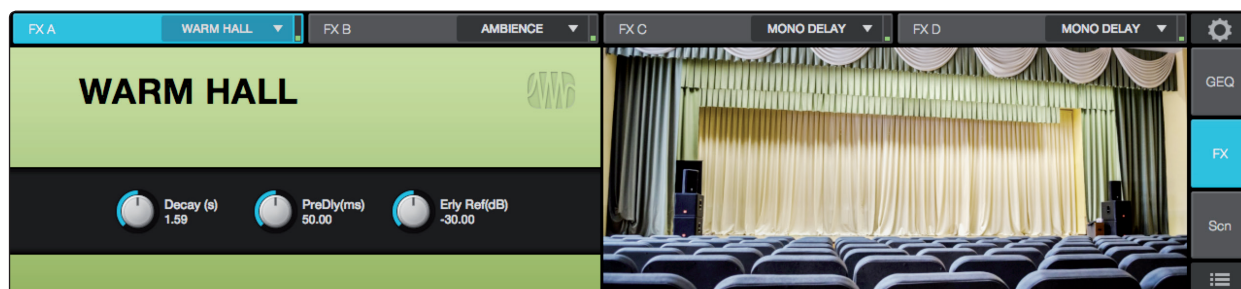 FX A WARM HALL FX B AMBIENCE FX C MONO DELAY FX D MONO DELAY
WARM HALL
GEQ
FX
Decay (s)
1.59
PreDly(ms)
50.00
Erly Ref(dB)
-30.00
Scn